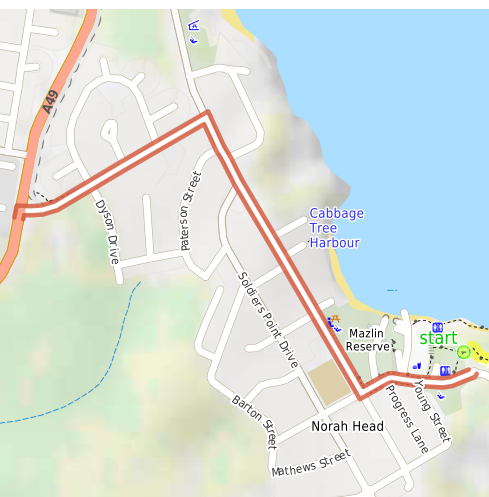 A49
Dyson Drive
Paterson Street
Cabbage
Tree
Harbour
Soldiers Point Drive
Mazlin
Reserve
start
Young Street
Progress Lane
Barton Street
Norah Head
Mathews Street